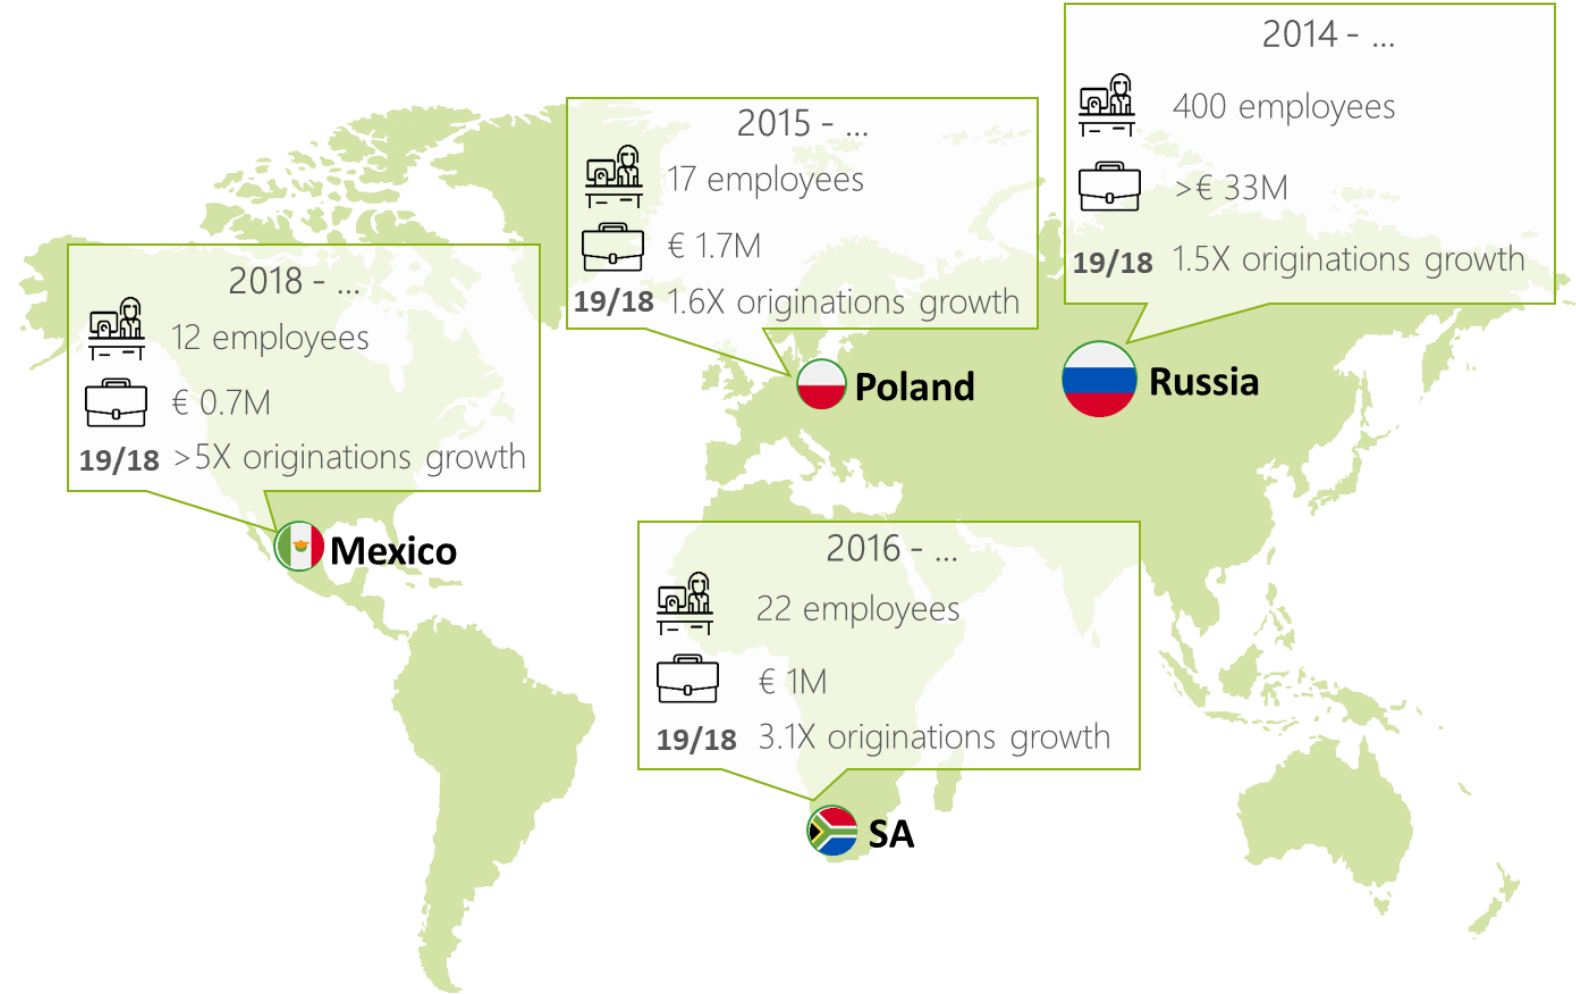 2014 - ...
400 employees
>€ 33M
19/18 1.5X originations growth
Russia
2015 - ...
17 employees
€ 1.7M
19/18 1.6X originations growth
Poland
2018 - ...
12 employees
€ 0.7M
19/18 >5X originations growth
Mexico
2016 - ...
22 employees
€ 1M
19/18 3.1X originations growth
SA